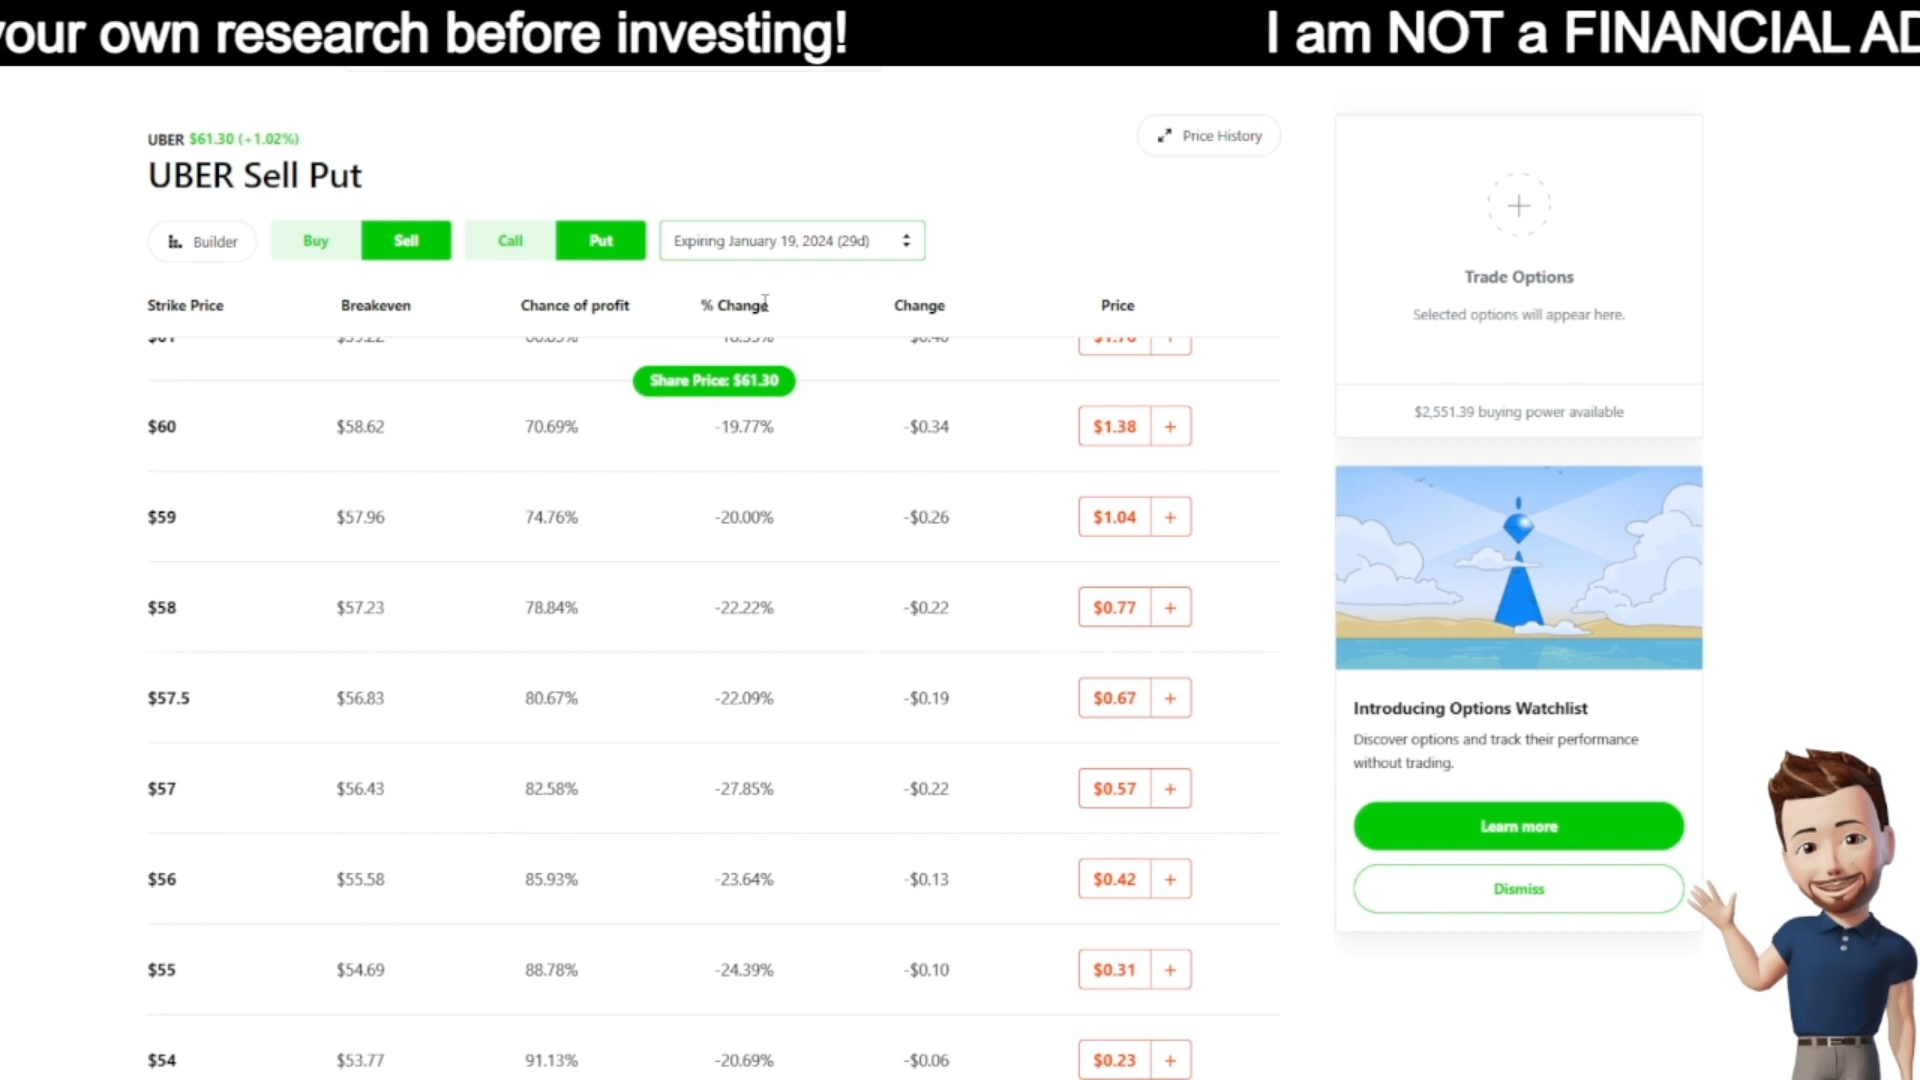 your own research before investing! I am NOT a FINANCIAL
UBER $61.30 (+1.02%)
UBER Sell Put
Price History
Builder Buy Sell Call Put Expiring January 19, 2024 (29d)
Strike Price Breakeven Chance of profit % Change Change Price
Share Price: $61.30
$60 $58.62 70.69% -19.77% -$0.34 $1.38 +
$59 $57.96 74.76% -20.00% -$0.26 $1.04 +
$58 $57.23 78.84% -22.22% -$0.22 $0.77 +
$57.5 $56.83 80.67% -22.09% -$0.19 $0.67 +
$57 $56.43 82.58% -27.85% -$0.22 $0.57 +
$56 $55.58 85.93% -23.64% -$0.13 $0.42 +
$55 $54.69 88.78% -24.39% -$0.10 $0.31 +
$54 $53.77 91.13% -20.69% -$0.06 $0.23 +
Trade Options
Selected options will appear here.
$2,551.39 buying power available
Introducing Options Watchlist
Discover options and track their performance
without trading.
Learn more
Dismiss